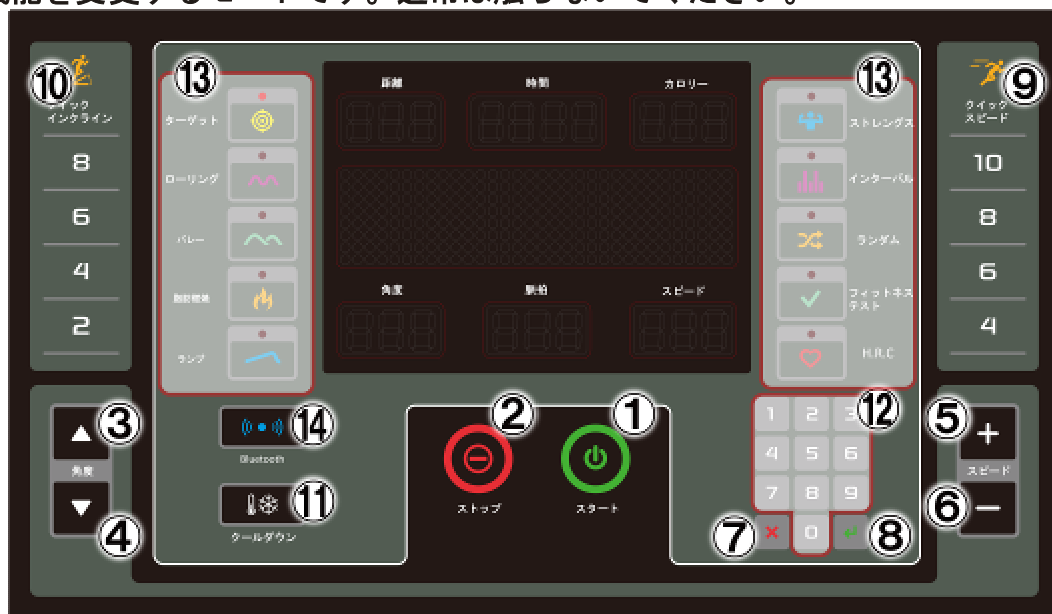 機能を変更するモードです。通常は触らないでください。
⑩
クイック
インクライン
8
6
4
2
⑬
ターゲット
ローリング
バレー
脂肪燃焼
ランプ
距離
時間
カロリー
角度
脈拍
スピード
⑬
ストレングス
インターバル
ランダム
フィットネス
テスト
H.R.C
⑨
クイック
スピード
10
8
6
4
③
角度
④
⑭
Bluetooth
⑪
クールダウン
②
ストップ
①
スタート
⑫
1 2 3
4 5 6
7 8 9
0
⑦
⑧
⑤
+
スピード
⑥
−